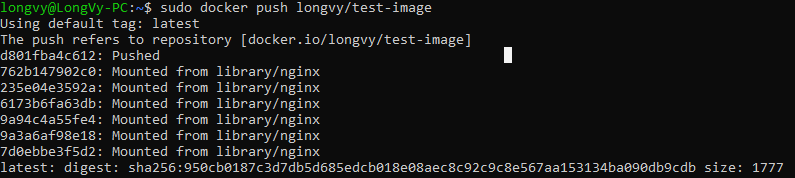 longvy@LongVy-PC:~$ sudo docker push longvy/test-image
Using default tag: latest
The push refers to repository [docker.io/longvy/test-image]
d801fba4c612: Pushed
762b147902c0: Mounted from library/nginx
235e04e3592a: Mounted from library/nginx
6173b6fa63db: Mounted from library/nginx
9a94c4a55fe4: Mounted from library/nginx
9a3a6af98e18: Mounted from library/nginx
7d0ebbe3f5d2: Mounted from library/nginx
latest: digest: sha256:950cb0187c3d7db5d685edcb018e08aec8c92c9c8e567aa153134ba090db9cdb size: 1777